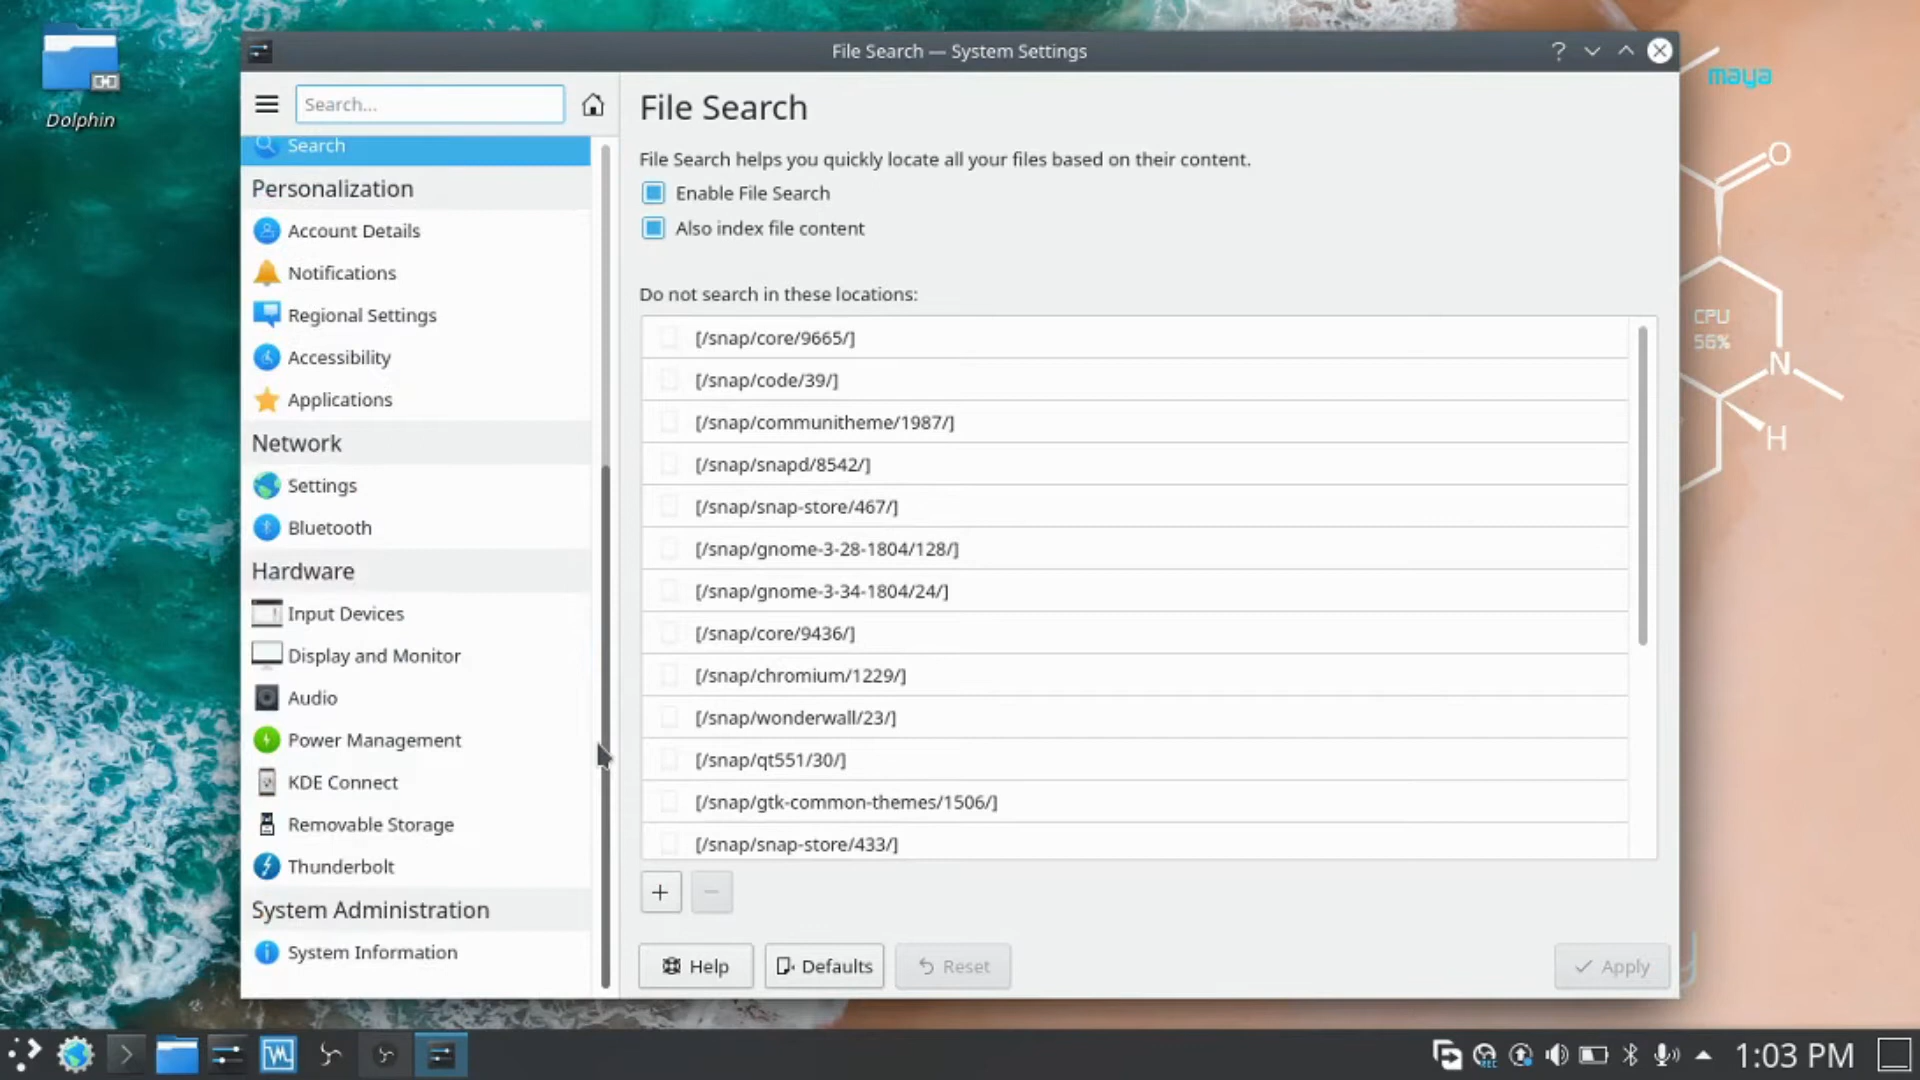 Dolphin
File Search — System Settings
?
Search...
Search
Personalization
Account Details
Notifications
Regional Settings
Accessibility
Applications
Network
Settings
Bluetooth
Hardware
Input Devices
Display and Monitor
Audio
Power Management
KDE Connect
Removable Storage
Thunderbolt
System Administration
System Information
File Search
File Search helps you quickly locate all your files based on their content.
Enable File Search
Also index file content
Do not search in these locations:
[/snap/core/9665/]
[/snap/code/39/]
[/snap/communitheme/1987/]
[/snap/snapd/8542/]
[/snap/snap-store/467/]
[/snap/gnome-3-28-1804/128/]
[/snap/gnome-3-34-1804/24/]
[/snap/core/9436/]
[/snap/chromium/1229/]
[/snap/wonderwall/23/]
[/snap/qt551/30/]
[/snap/gtk-common-themes/1506/]
[/snap/snap-store/433/]
+ −
Help Defaults Reset Apply
maya
O
CPU
56%
N
H
REC
1:03 PM